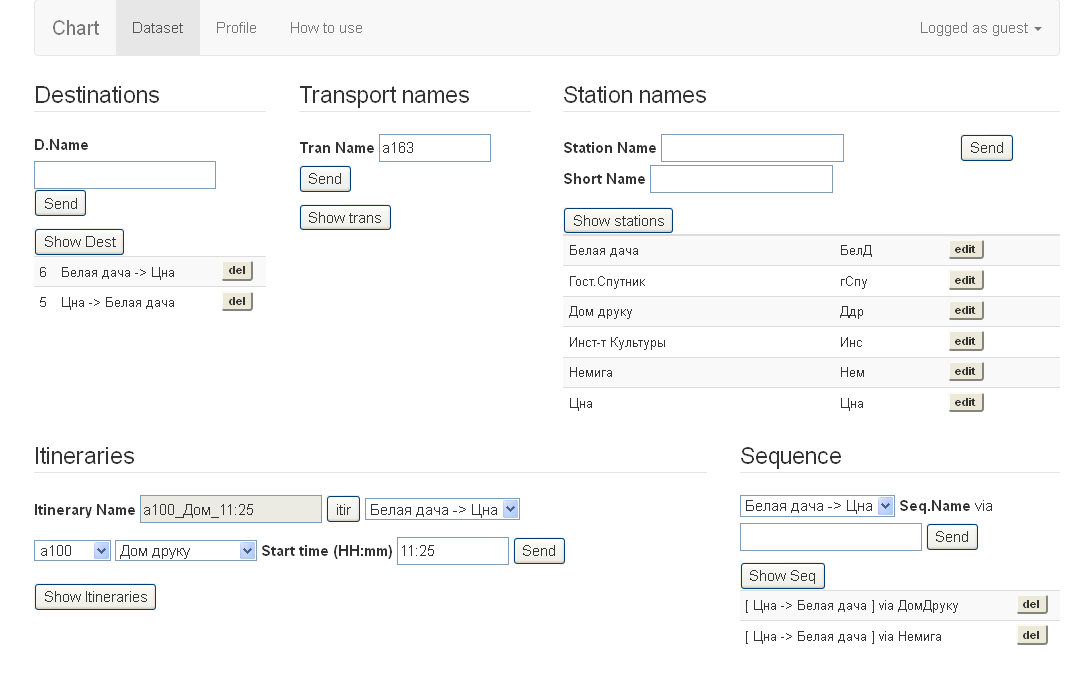 Chart Dataset Profile How to use Logged as guest
Destinations
D.Name
Send
Show Dest
6 Белая дача -> Цна del
5 Цна -> Белая дача del
Transport names
Tran Name a163
Send
Show trans
Station names
Station Name Send
Short Name
Show stations
Белая дача БелД edit
Гост.Спутник гСпу edit
Дом друку Ддр edit
Инст-т Культуры Инс edit
Немига Нем edit
Цна Цна edit
Itineraries
Itinerary Name a100_Дом_11:25 itir Белая дача -> Цна
a100 Дом друку Start time (HH:mm) 11:25 Send
Show Itineraries
Sequence
Белая дача -> Цна Seq.Name via
Send
Show Seq
[ Цна -> Белая дача ] via ДомДруку del
[ Цна -> Белая дача ] via Немига del